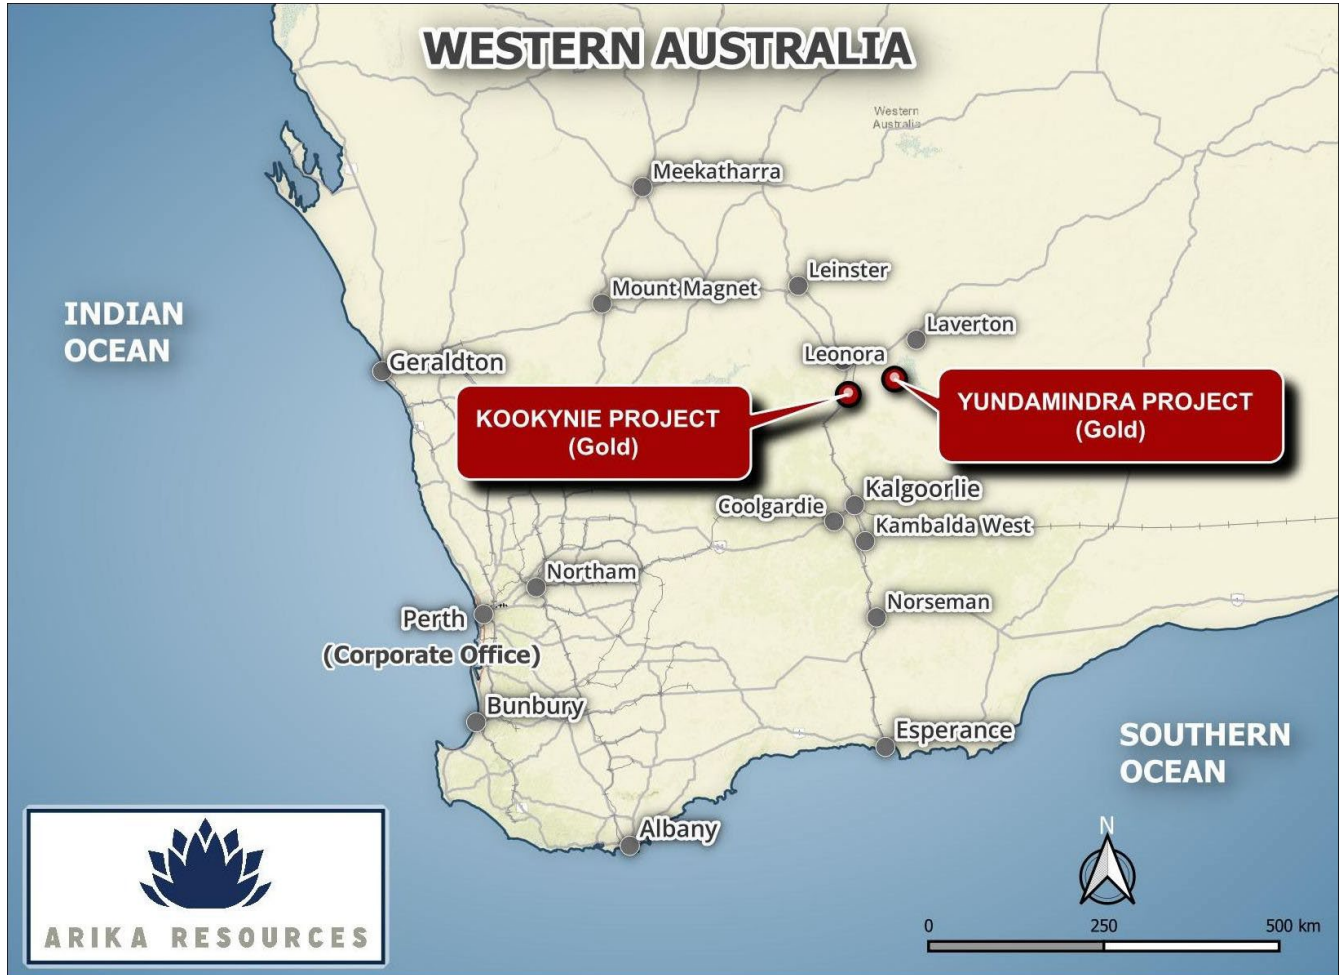 WESTERN AUSTRALIA
Western
Australia
Meekatharra
Leinster
Mount Magnet
INDIAN
OCEAN
Laverton
Leonora
Geraldton
KOOKYNIE PROJECT
(Gold)
YUNDAMINDRA PROJECT
(Gold)
Kalgoorlie
Coolgardie
Kambalda West
Northam
Norseman
Perth
(Corporate Office)
Bunbury
Esperance
SOUTHERN
OCEAN
Albany
N
0 250 500 km
ARIKA RESOURCES